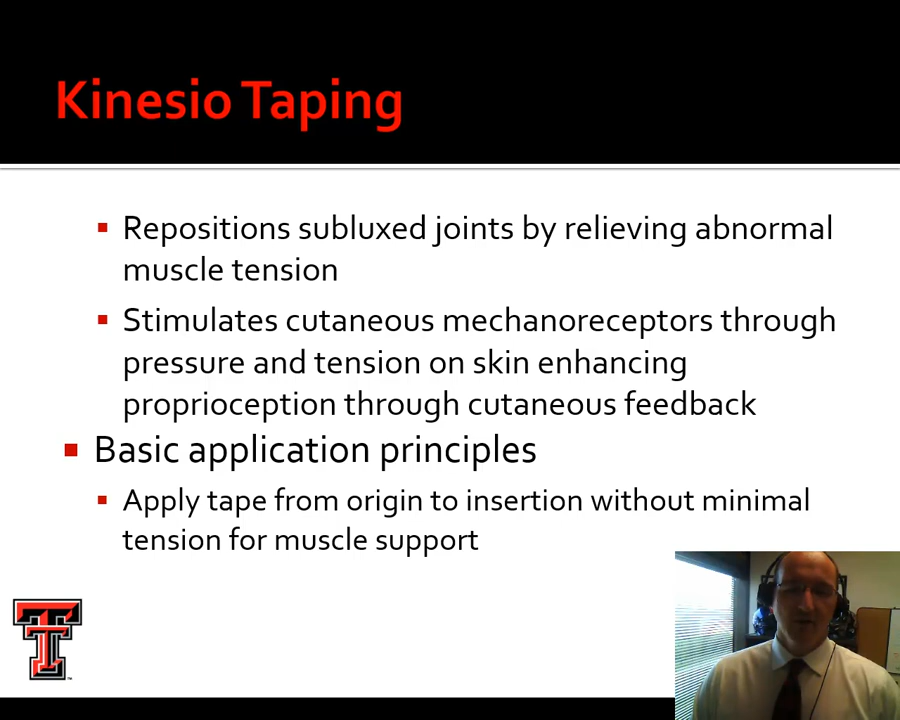 Kinesio Taping
Repositions subluxed joints by relieving abnormal
muscle tension
Stimulates cutaneous mechanoreceptors through
pressure and tension on skin enhancing
proprioception through cutaneous feedback
Basic application principles
Apply tape from origin to insertion without minimal
tension for muscle support
TM